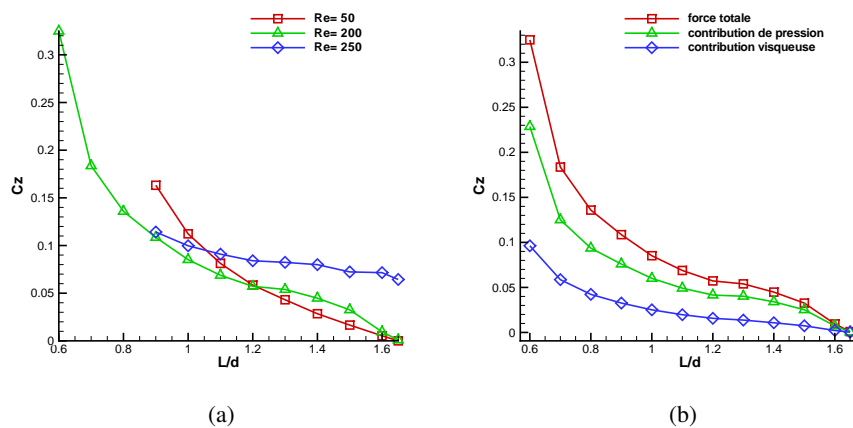 Re= 50
Re= 200
Re= 250
Cz
0.3
0.25
0.2
0.15
0.1
0.05
0
0.6
0.8
1
1.2
1.4
1.6
L/d
(a)
force totale
contribution de pression
contribution visqueuse
Cz
0.3
0.25
0.2
0.15
0.1
0.05
0
0.6
0.8
1
1.2
1.4
1.6
L/d
(b)